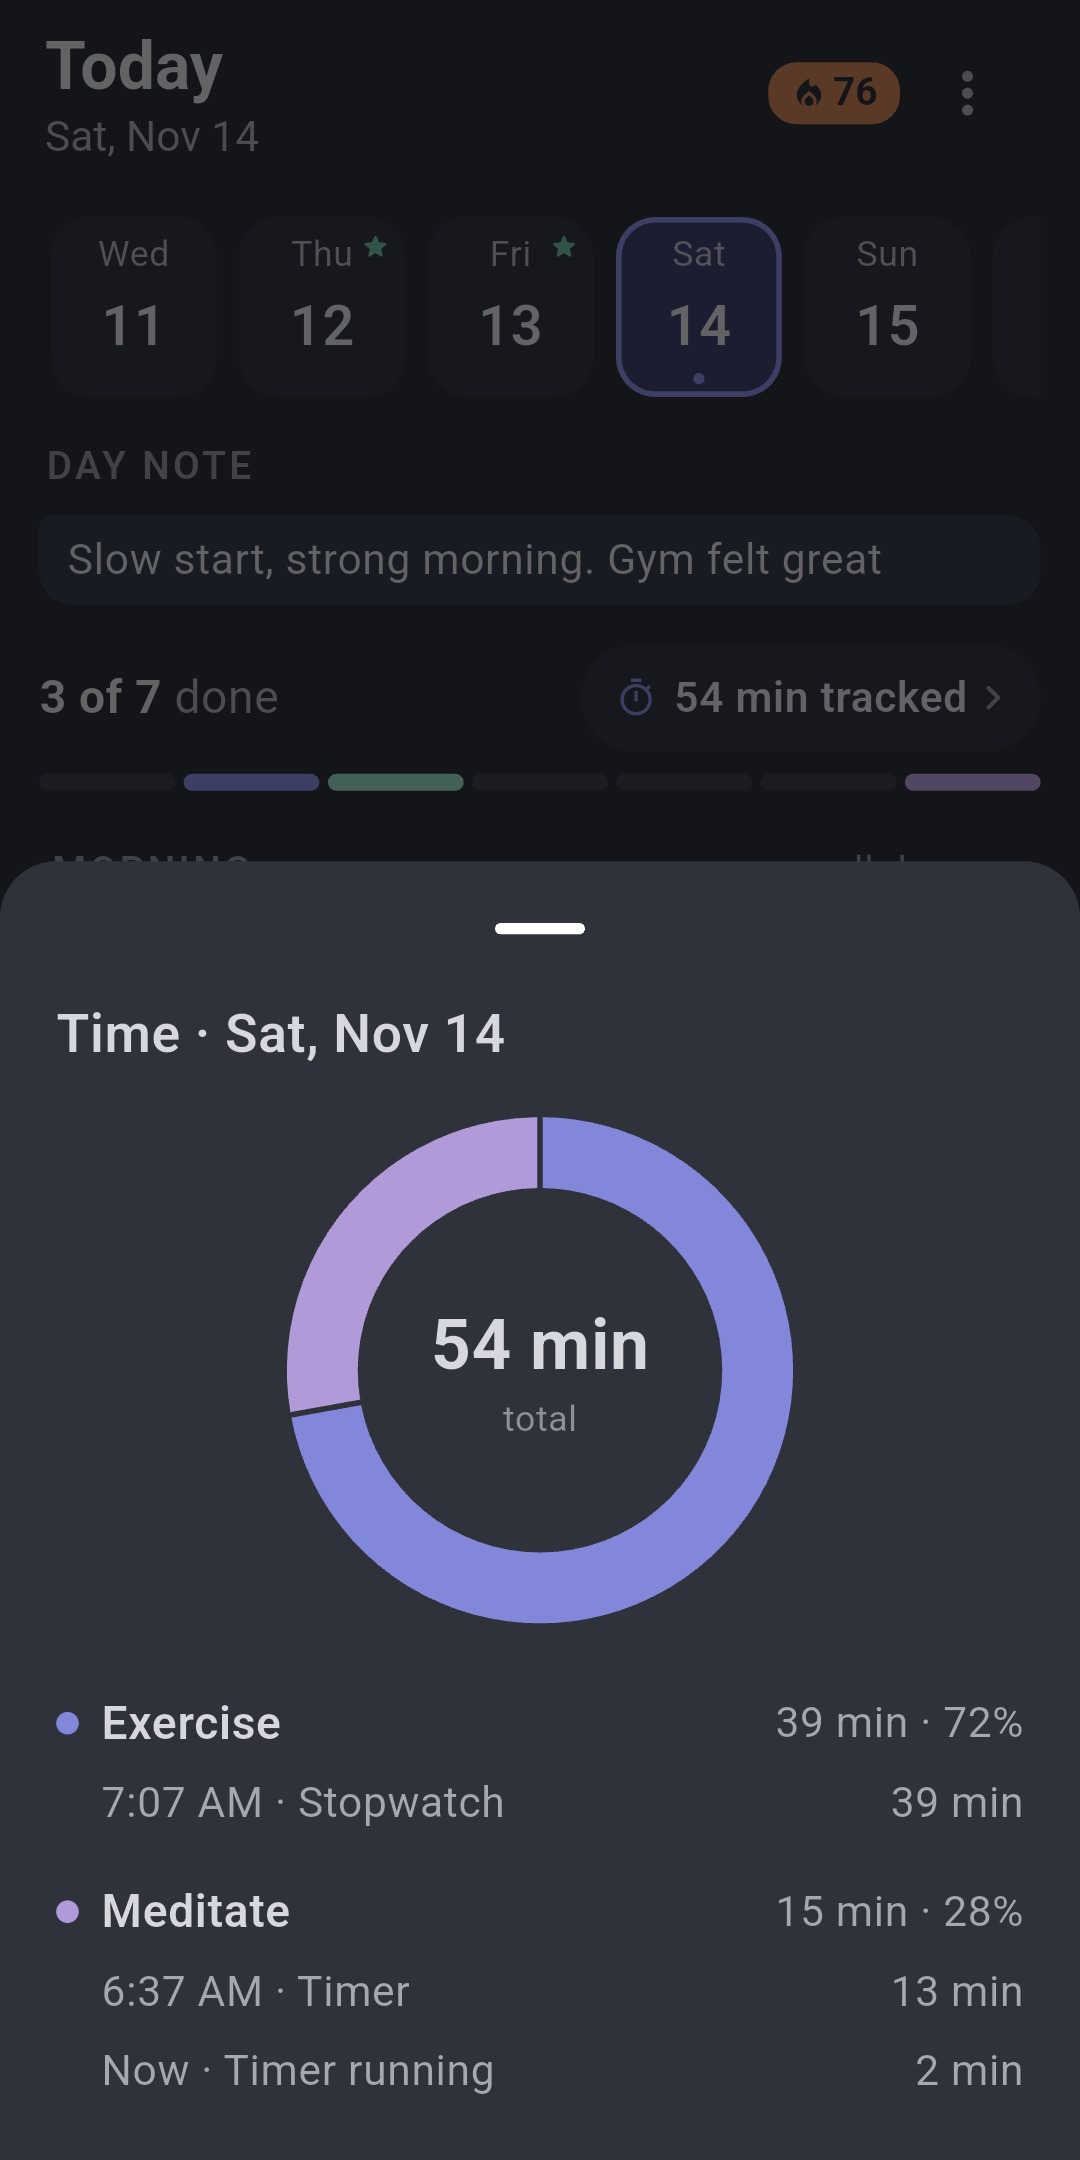 Today
Sat, Nov 14
76
Wed
11
Thu
12
Fri
13
Sat
14
Sun
15
DAY NOTE
Slow start, strong morning. Gym felt great
3 of 7 done
54 min tracked
MORNING
Time · Sat, Nov 14
54 min
total
Exercise
39 min · 72%
7:07 AM · Stopwatch
39 min
Meditate
15 min · 28%
6:37 AM · Timer
13 min
Now · Timer running
2 min